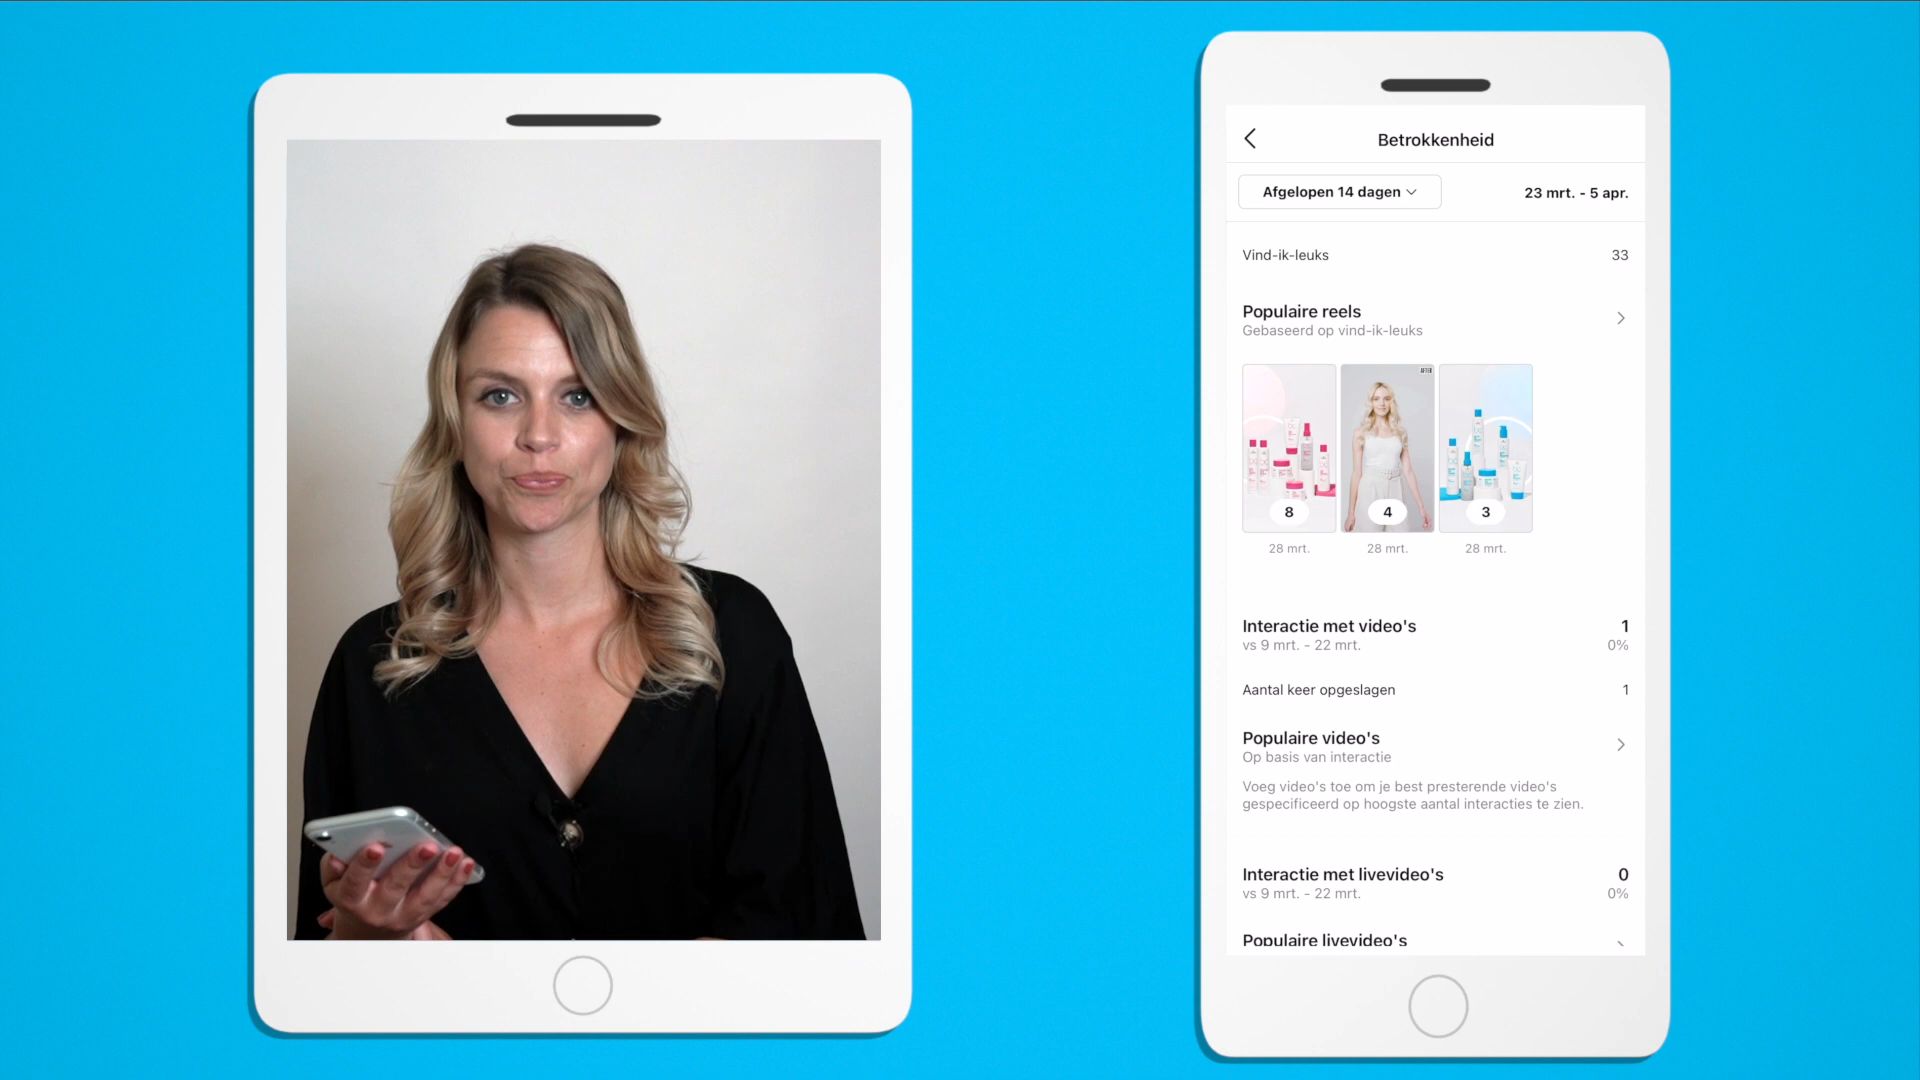 Betrokkenheid
Afgelopen 14 dagen
23 mrt. - 5 apr.
Vind-ik-leuks 33
Populaire reels
Gebaseerd op vind-ik-leuks
AFTER
8 4 3
28 mrt. 28 mrt. 28 mrt.
Interactie met video's 1
vs 9 mrt. - 22 mrt. 0%
Aantal keer opgeslagen 1
Populaire video's
Op basis van interactie
Voeg video's toe om je best presterende video's
gespecificeerd op hoogste aantal interacties te zien.
Interactie met livevideo's 0
vs 9 mrt. - 22 mrt. 0%
Populaire livevideo's